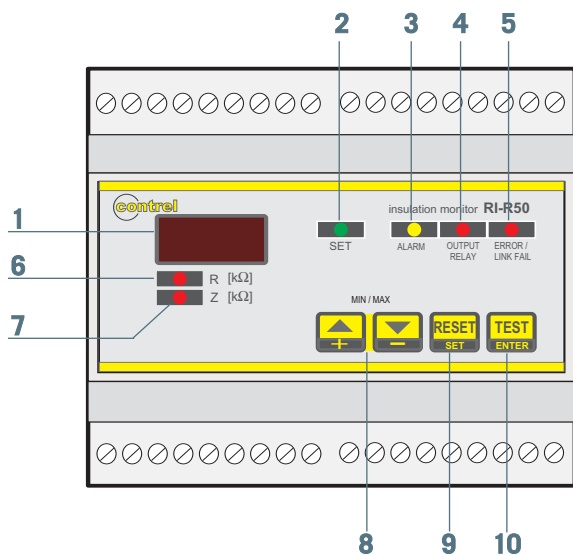 2 3 4 5
contrel
insulation monitor RI-R50
1
SET
ALARM
OUTPUT
RELAY
ERROR /
LINK FAIL
6
R [kΩ]
Z [kΩ]
7
MIN / MAX
+
−
RESET
SET
TEST
ENTER
8 9 10